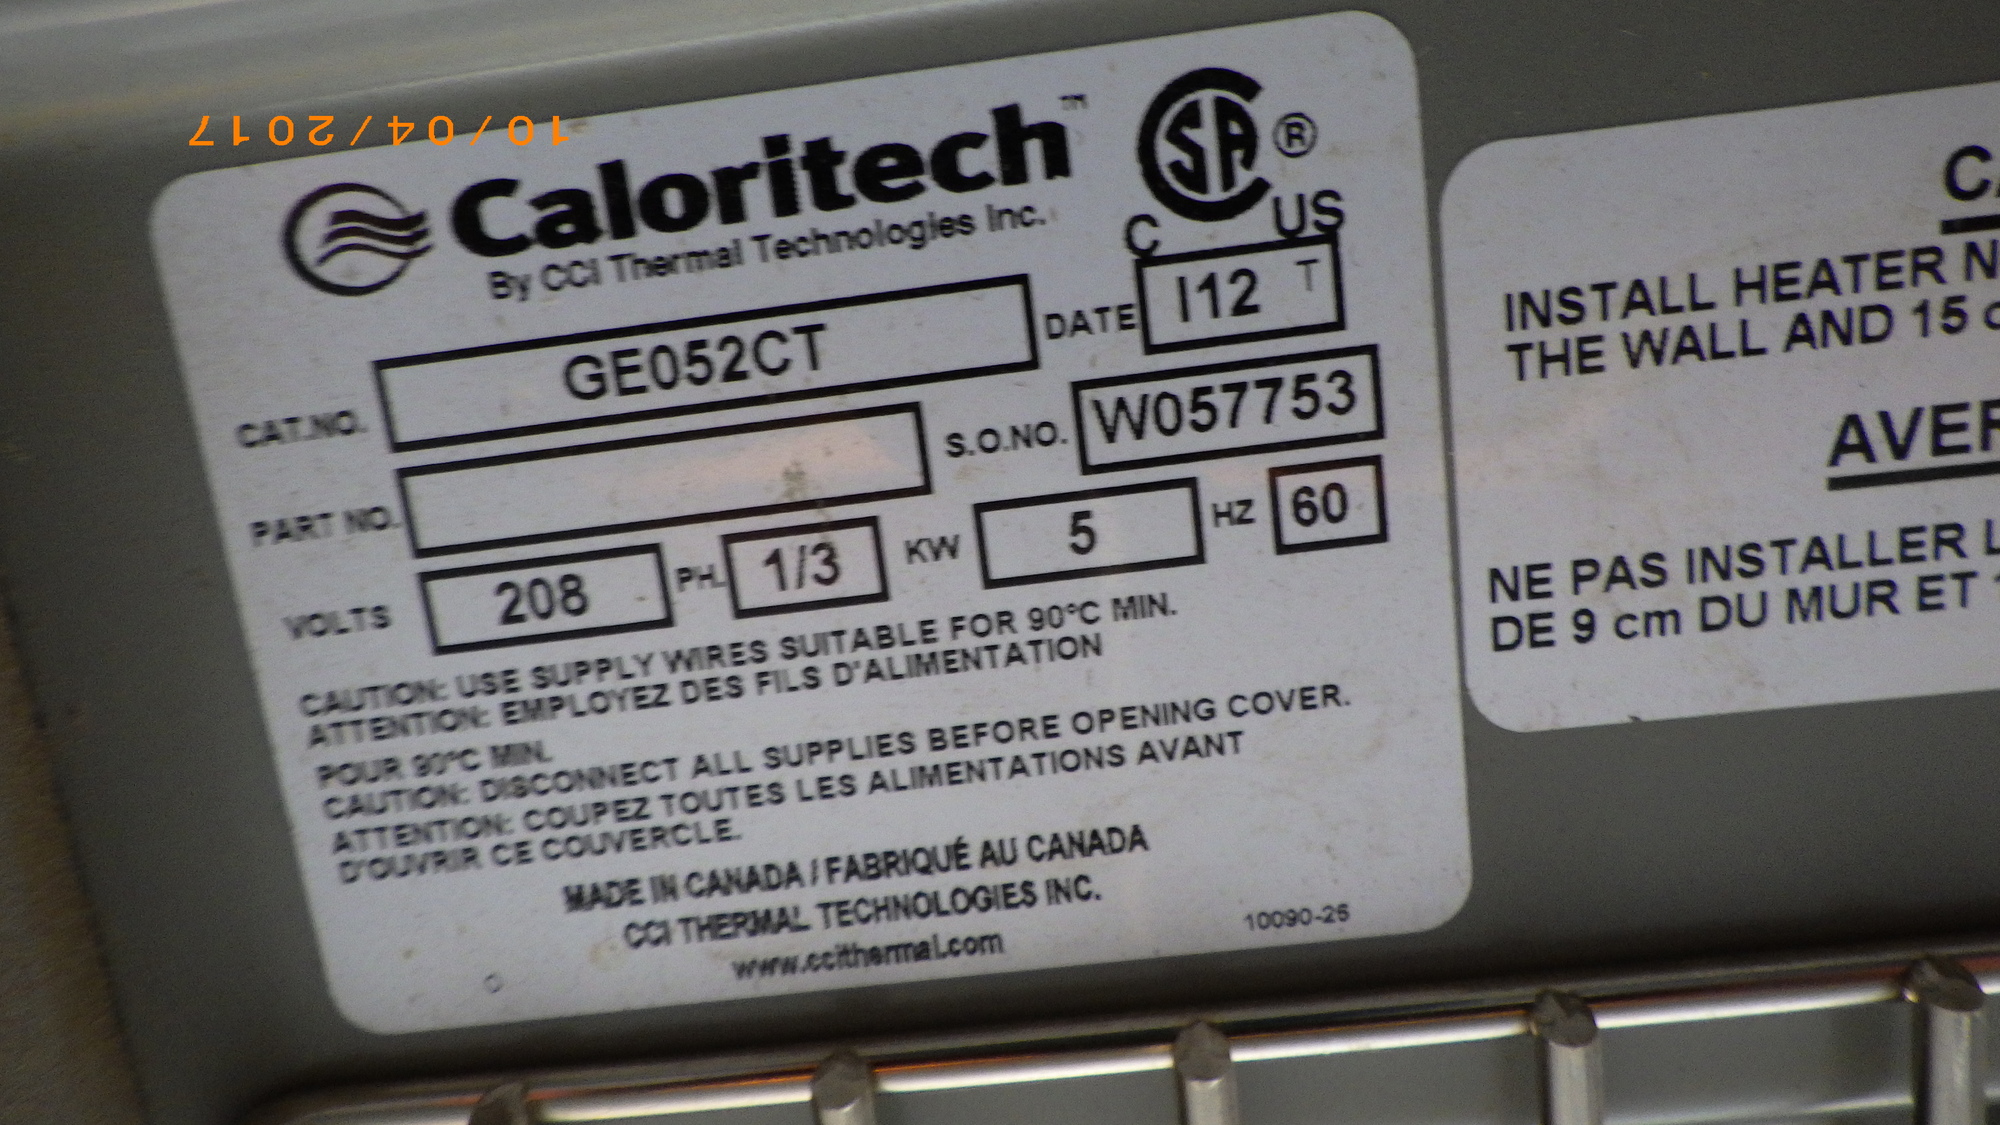 10/04/2017
Caloritech™
By CCI Thermal Technologies Inc.
CSA ®
C US
CAT.NO. GE052CT DATE I12 T
PART NO. S.O.NO. W057753
VOLTS 208 PH. 1/3 KW 5 HZ 60
CAUTION: USE SUPPLY WIRES SUITABLE FOR 90°C MIN.
ATTENTION: EMPLOYEZ DES FILS D'ALIMENTATION
POUR 90°C MIN.
CAUTION: DISCONNECT ALL SUPPLIES BEFORE OPENING COVER.
ATTENTION: COUPEZ TOUTES LES ALIMENTATIONS AVANT
D'OUVRIR CE COUVERCLE.
MADE IN CANADA / FABRIQUÉ AU CANADA
CCI THERMAL TECHNOLOGIES INC.
www.ccithermal.com
10090-26
INSTALL HEATER N
THE WALL AND 15 c
AVER
NE PAS INSTALLER L
DE 9 cm DU MUR ET 1